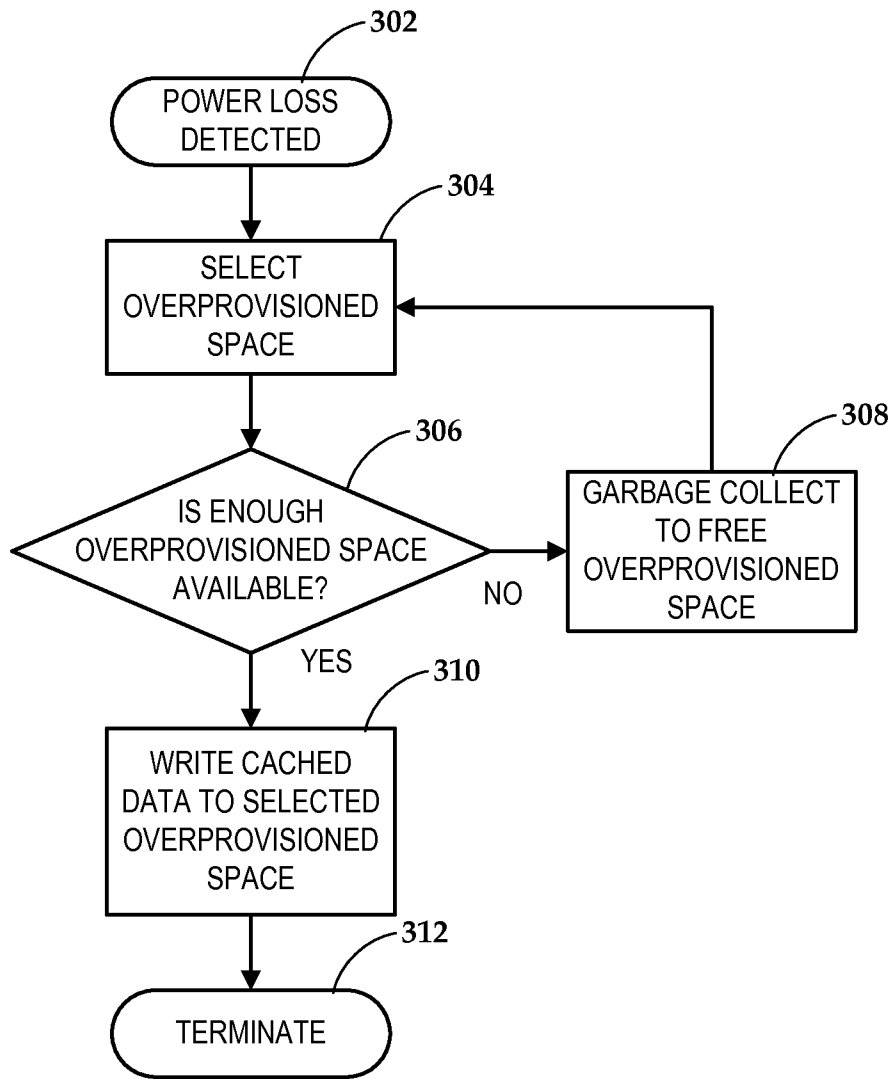 302
POWER LOSS
DETECTED
304
SELECT
OVERPROVISIONED
SPACE
306
IS ENOUGH
OVERPROVISIONED SPACE
AVAILABLE?
NO
308
GARBAGE COLLECT
TO FREE
OVERPROVISIONED
SPACE
YES
310
WRITE CACHED
DATA TO SELECTED
OVERPROVISIONED
SPACE
312
TERMINATE